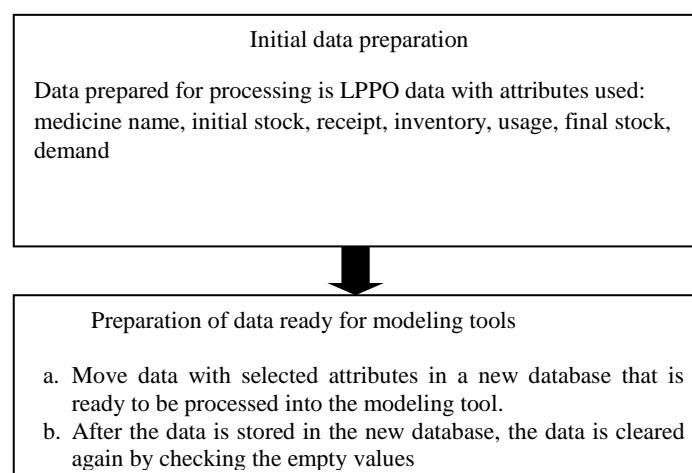 Initial data preparation
Data prepared for processing is LPPO data with attributes used:
medicine name, initial stock, receipt, inventory, usage, final stock,
demand
Preparation of data ready for modeling tools
a. Move data with selected attributes in a new database that is
ready to be processed into the modeling tool.
b. After the data is stored in the new database, the data is cleared
again by checking the empty values